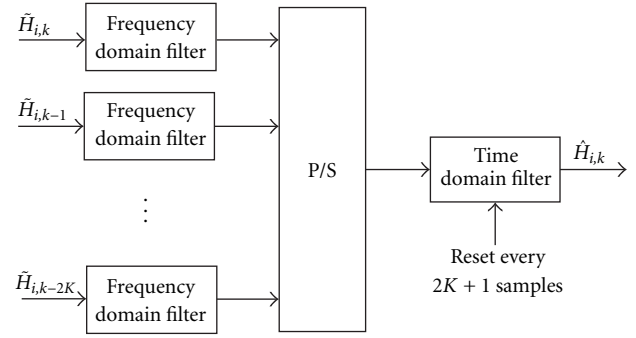 H̃i,k
Frequency
domain filter
H̃i,k−1
Frequency
domain filter
⋮
H̃i,k−2K
Frequency
domain filter
P/S
Time
domain filter
Ĥi,k
Reset every
2K + 1 samples